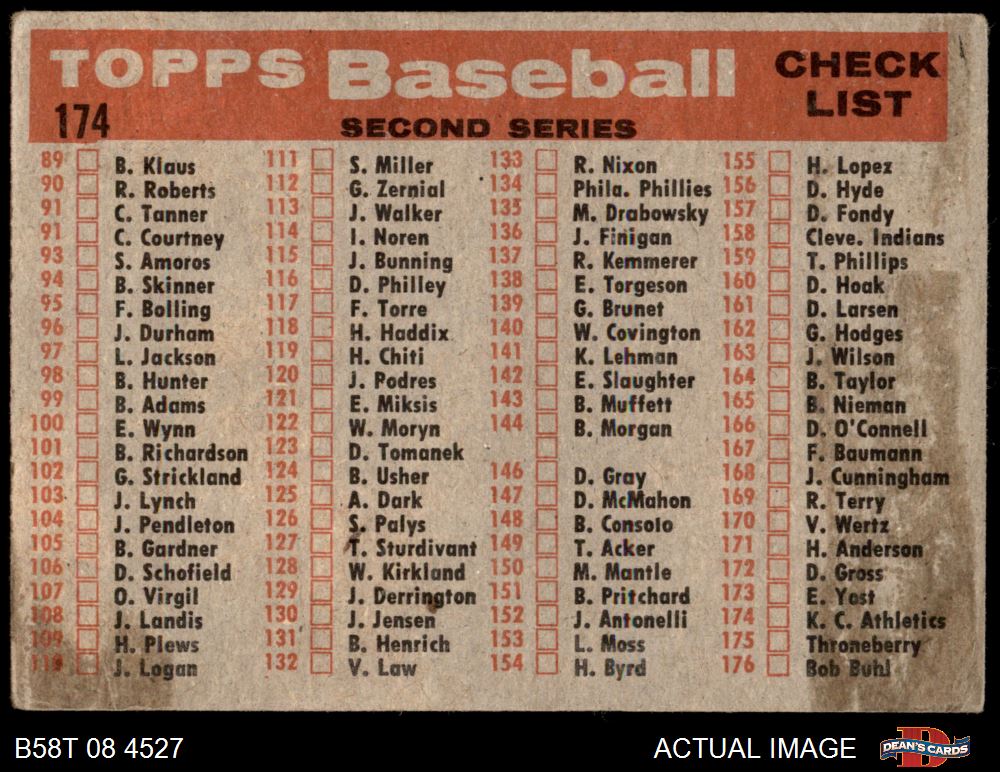 TOPPS Baseball CHECK LIST
174
SECOND SERIES
89 B. Klaus
90 R. Roberts
91 C. Tanner
91 C. Courtney
93 S. Amoros
94 B. Skinner
95 F. Bolling
96 J. Durham
97 L. Jackson
98 B. Hunter
99 B. Adams
100 E. Wynn
101 B. Richardson
102 G. Strickland
103 J. Lynch
104 J. Pendleton
105 B. Gardner
106 D. Schofield
107 O. Virgil
108 J. Landis
109 H. Plews
110 J. Logan
111 S. Miller
112 G. Zernial
113 J. Walker
114 I. Noren
115 J. Bunning
116 D. Philley
117 F. Torre
118 H. Haddix
119 H. Chiti
120 J. Podres
121 E. Miksis
122 W. Moryn
123 D. Tomanek
124 B. Usher
125 A. Dark
126 S. Palys
127 T. Sturdivant
128 W. Kirkland
129 J. Derrington
130 J. Jensen
131 B. Henrich
132 V. Law
133 R. Nixon
134 Phila. Phillies
135 M. Drabowsky
136 J. Finigan
137 R. Kemmerer
138 E. Torgeson
139 G. Brunet
140 W. Covington
141 K. Lehman
142 E. Slaughter
143 B. Muffett
144 B. Morgan
146 D. Gray
147 D. McMahon
148 B. Consolo
149 T. Acker
150 M. Mantle
151 B. Pritchard
152 J. Antonelli
153 L. Moss
154 H. Byrd
155 H. Lopez
156 D. Hyde
157 D. Fondy
158 Cleve. Indians
159 T. Phillips
160 D. Hoak
161 D. Larsen
162 G. Hodges
163 J. Wilson
164 B. Taylor
165 B. Nieman
166 D. O'Connell
167 F. Baumann
168 J. Cunningham
169 R. Terry
170 V. Wertz
171 H. Anderson
172 D. Gross
173 E. Yost
174 K. C. Athletics
175 Throneberry
176 Bob Buhl
B58T 08 4527
ACTUAL IMAGE
DEAN'S CARDS